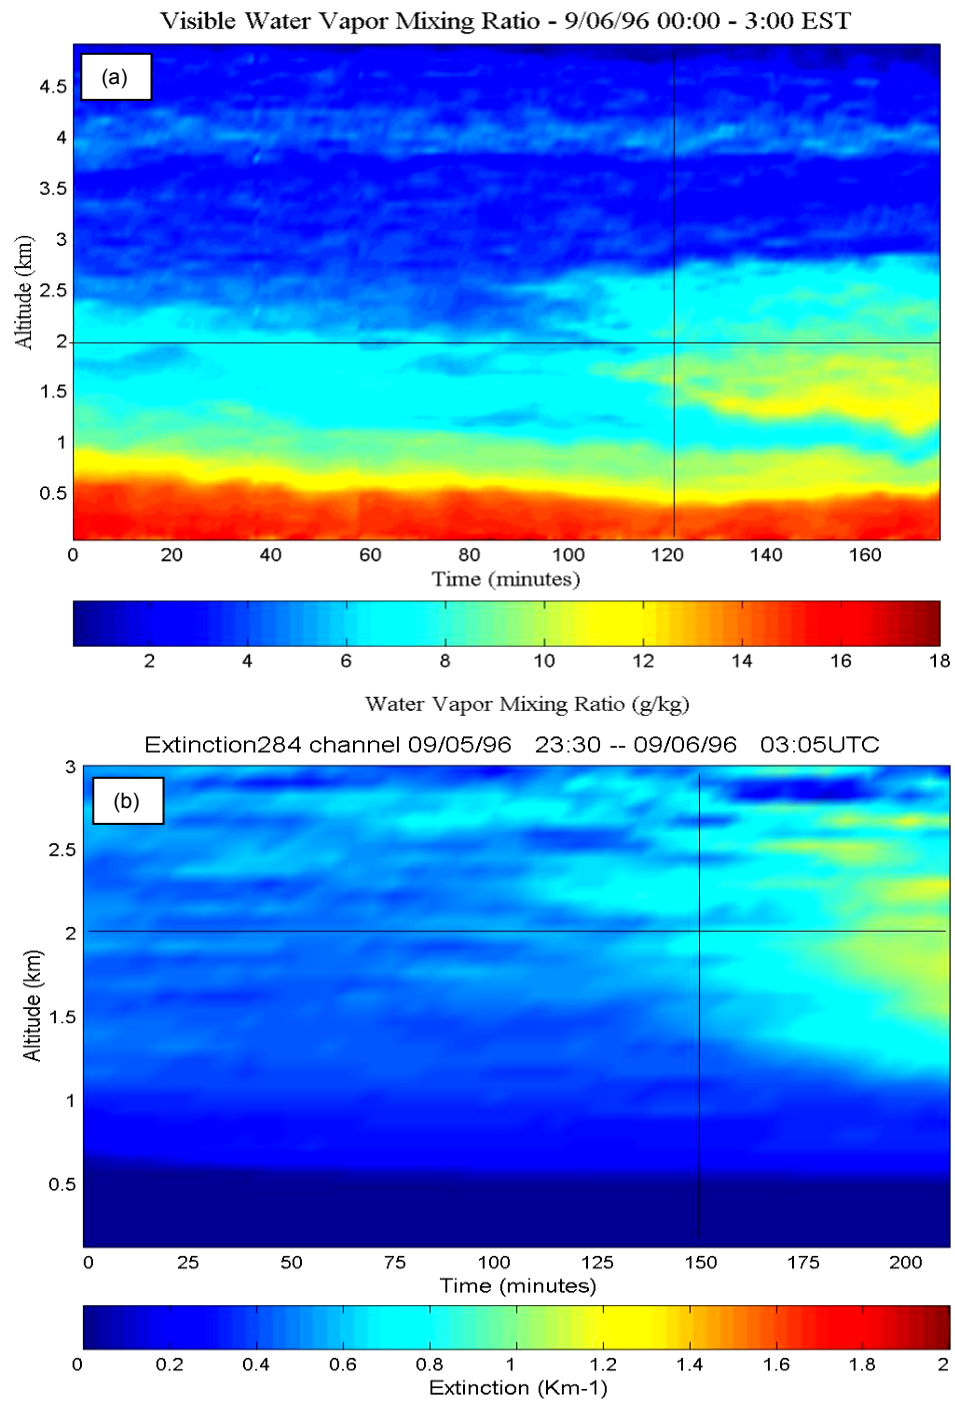 Visible Water Vapor Mixing Ratio - 9/06/96 00:00 - 3:00 EST
(a)
4.5
4
3.5
3
2.5
2
1.5
1
0.5
Altitude (km)
0 20 40 60 80 100 120 140 160
Time (minutes)
2 4 6 8 10 12 14 16 18
Water Vapor Mixing Ratio (g/kg)
Extinction284 channel 09/05/96 23:30 -- 09/06/96 03:05UTC
(b)
3
2.5
2
1.5
1
0.5
Altitude (km)
0 25 50 75 100 125 150 175 200
Time (minutes)
0 0.2 0.4 0.6 0.8 1 1.2 1.4 1.6 1.8 2
Extinction (Km-1)